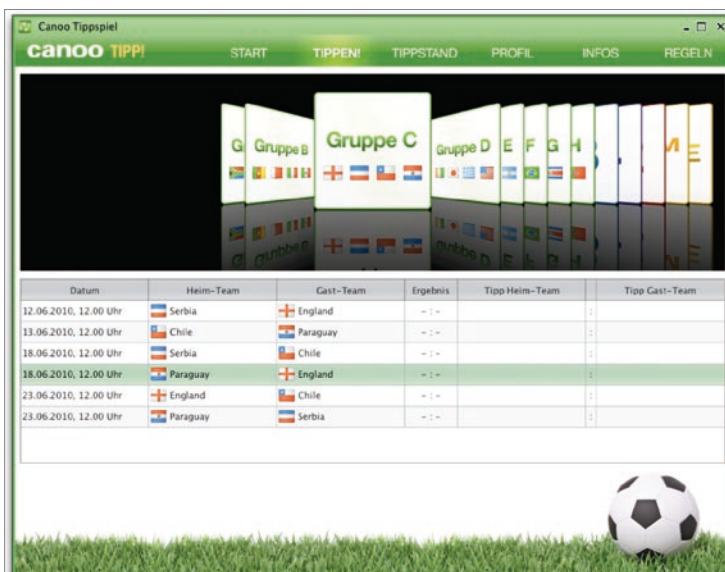 Canoo Tippspiel
canoo TIPP!
START TIPPEN! TIPPSTAND PROFIL INFOS REGELN
G Gruppe B Gruppe C Gruppe D E F G H M E
Datum Heim-Team Gast-Team Ergebnis Tipp Heim-Team Tipp Gast-Team
12.06.2010, 12.00 Uhr Serbia England - : - :
13.06.2010, 12.00 Uhr Chile Paraguay - : - :
18.06.2010, 12.00 Uhr Serbia Chile - : - :
18.06.2010, 12.00 Uhr Paraguay England - : - :
23.06.2010, 12.00 Uhr England Chile - : - :
23.06.2010, 12.00 Uhr Paraguay Serbia - : - :